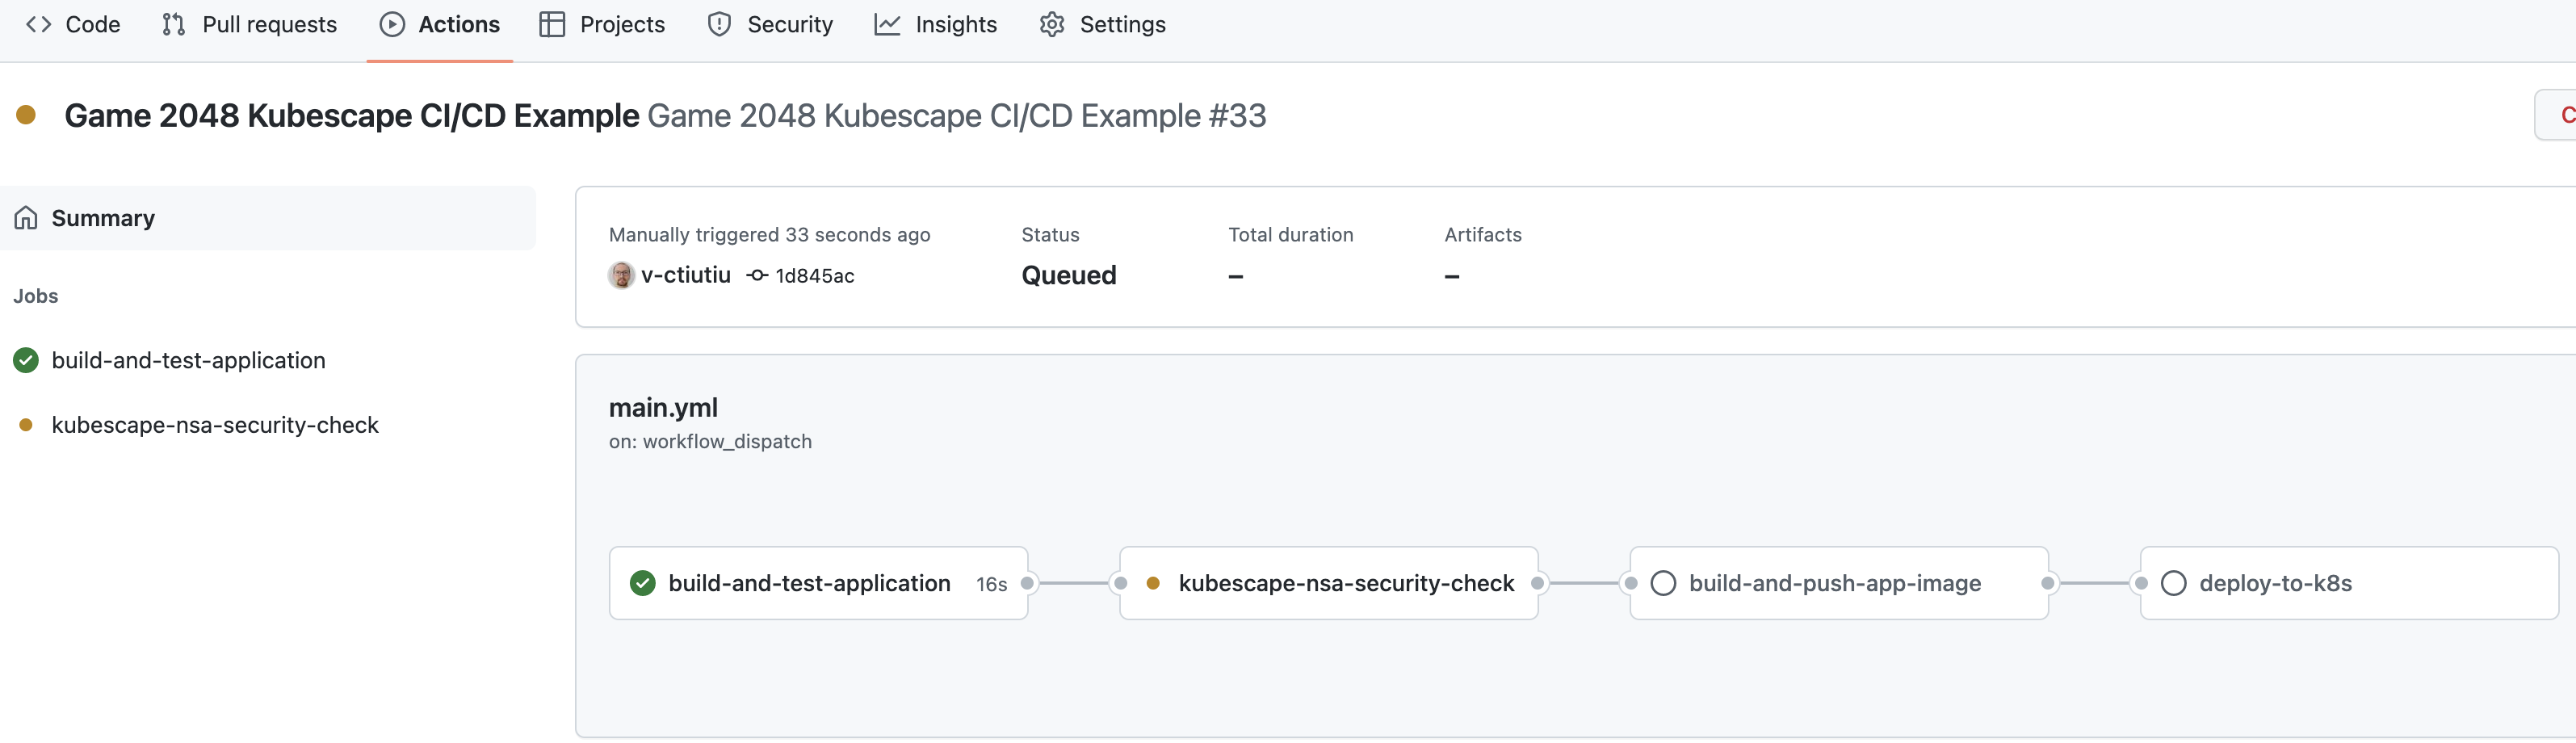 Code Pull requests Actions Projects Security Insights Settings
Game 2048 Kubescape CI/CD Example Game 2048 Kubescape CI/CD Example #33
C
Summary
Jobs
build-and-test-application
kubescape-nsa-security-check
Manually triggered 33 seconds ago
v-ctiutiu 1d845ac
Status
Queued
Total duration
–
Artifacts
–
main.yml
on: workflow_dispatch
build-and-test-application 16s
kubescape-nsa-security-check
build-and-push-app-image
deploy-to-k8s